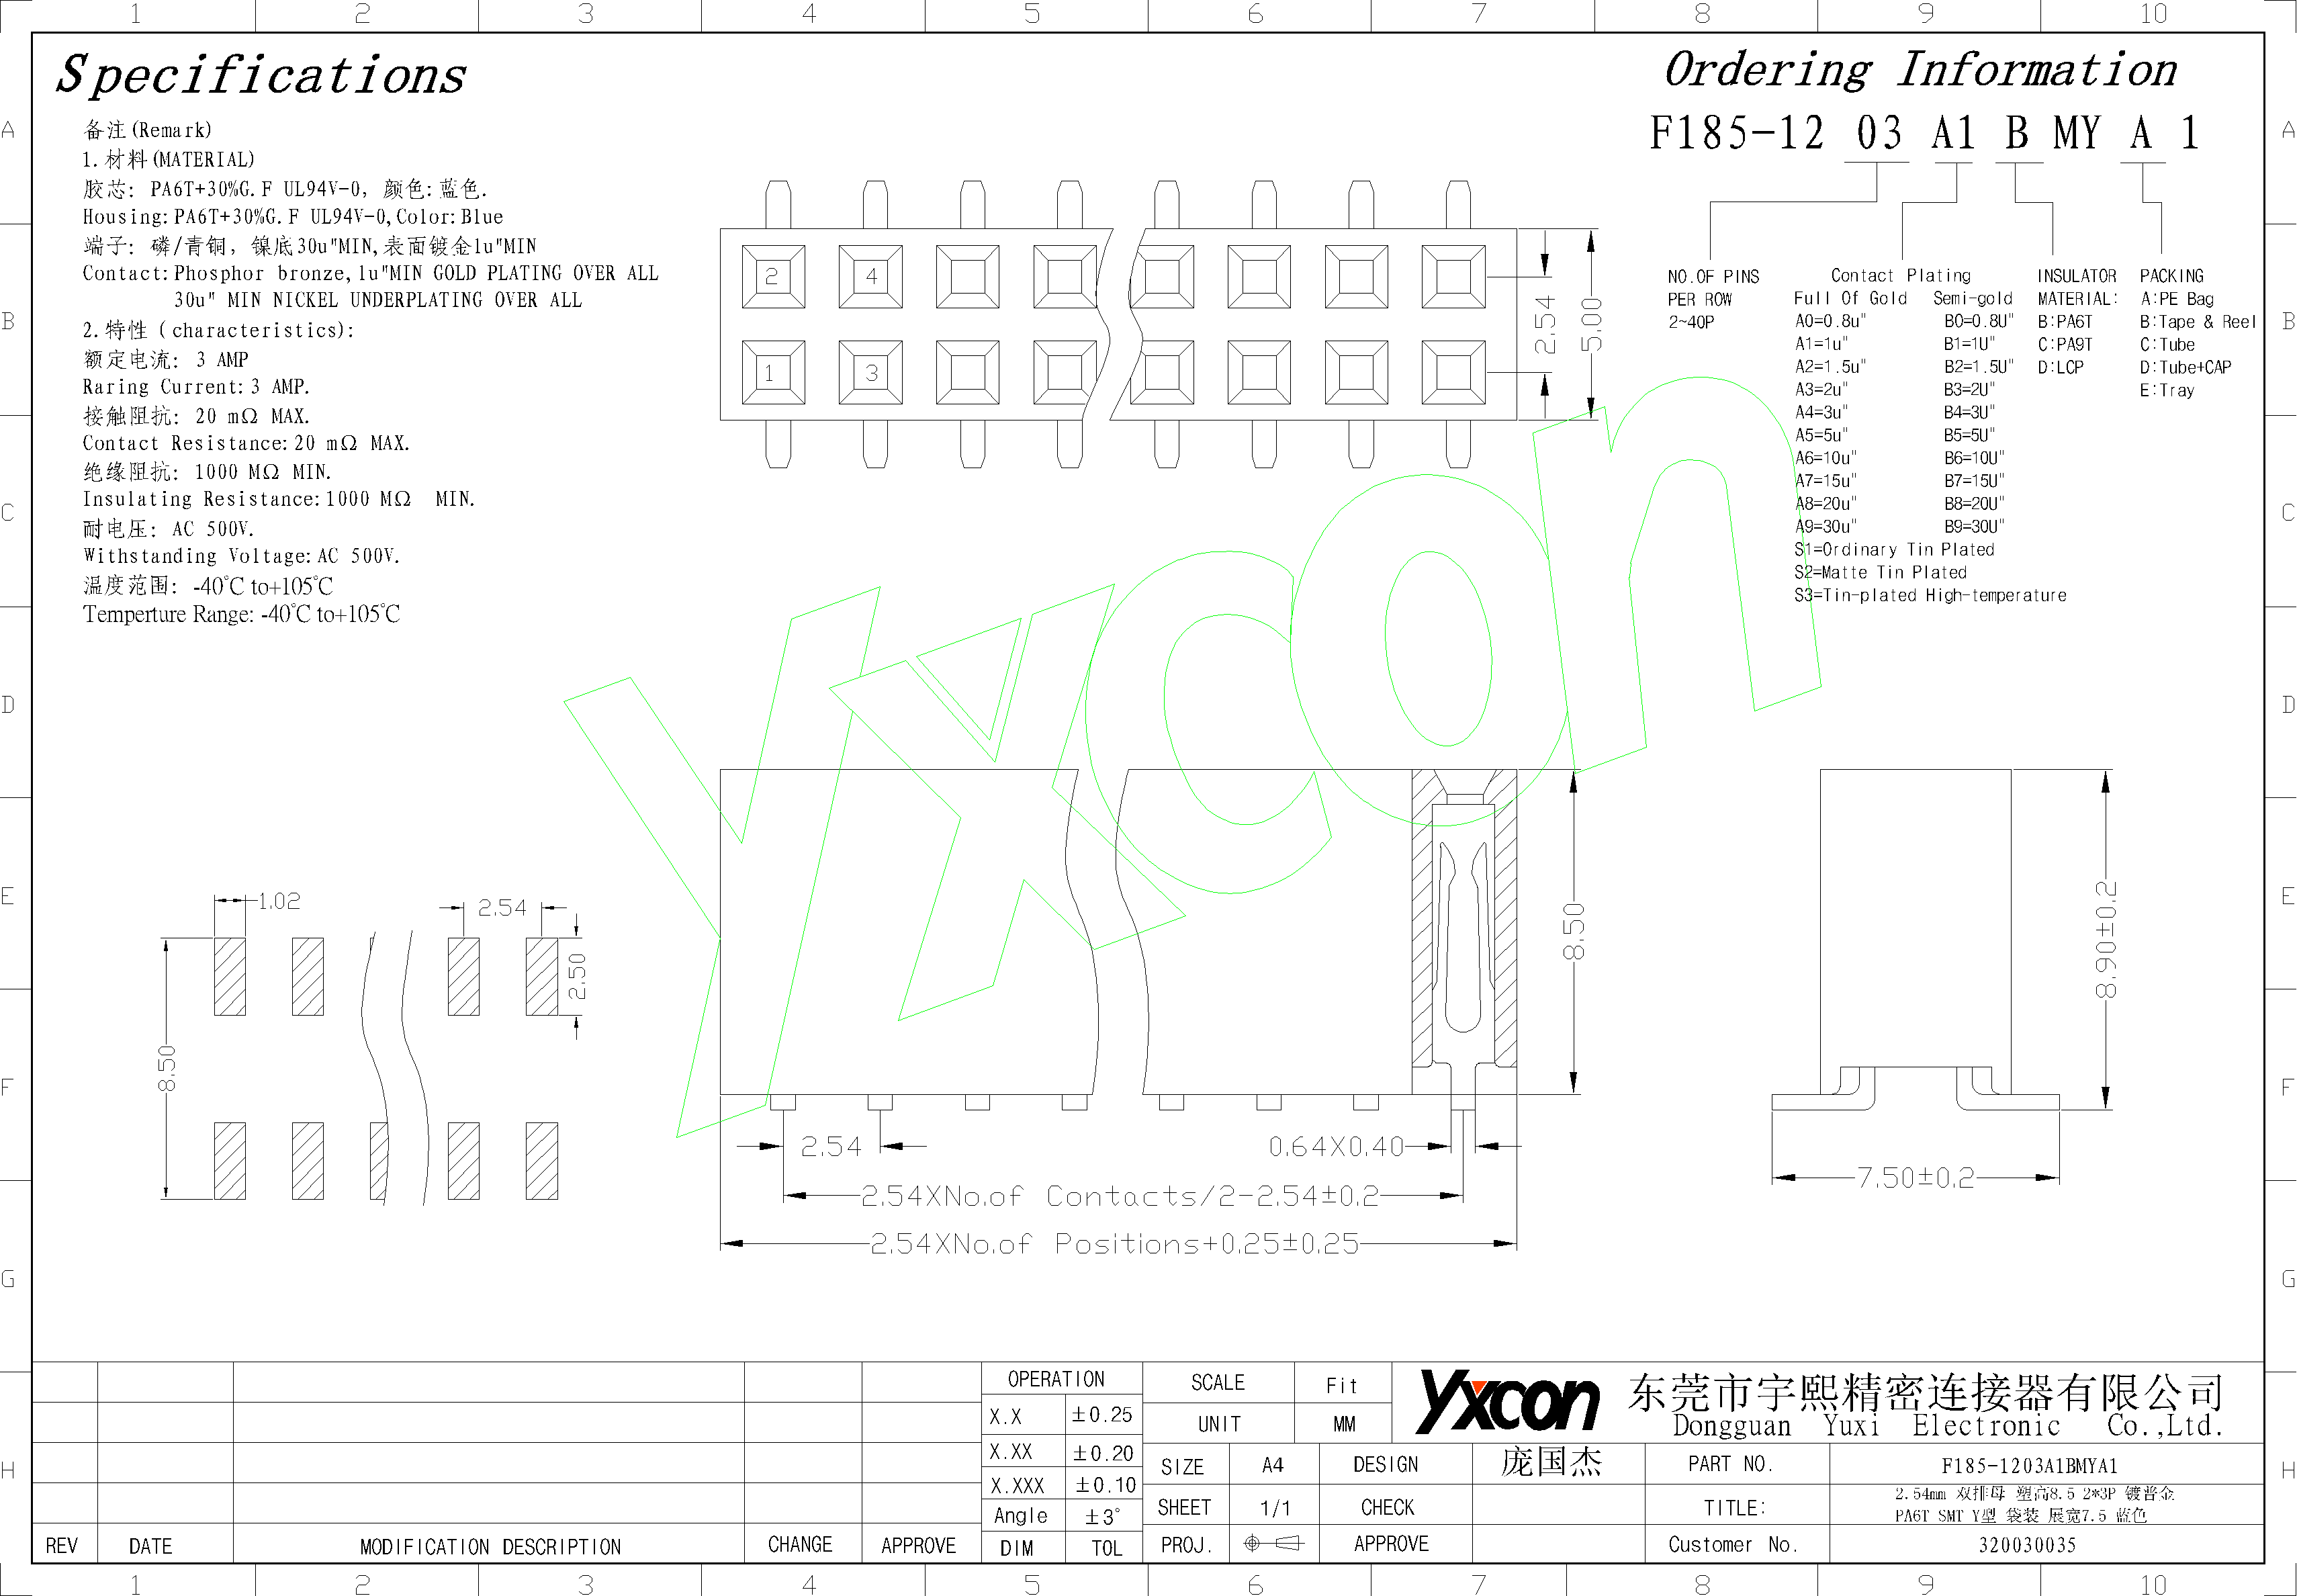 1 2 3 4 5 6 7 8 9 10
A
B
C
D
E
F
G
H
A
B
C
D
E
F
G
H
Specifications
备注(Remark)
1.材料(MATERIAL)
胶芯: PA6T+30%G.F UL94V-0, 颜色:蓝色.
Housing:PA6T+30%G.F UL94V-0,Color:Blue
端子: 磷/青铜, 镍底30u"MIN,表面镀金1u"MIN
Contact:Phosphor bronze,1u"MIN GOLD PLATING OVER ALL
30u" MIN NICKEL UNDERPLATING OVER ALL
2.特性 (characteristics):
额定电流: 3 AMP
Raring Current:3 AMP.
接触阻抗: 20 mΩ MAX.
Contact Resistance:20 mΩ MAX.
绝缘阻抗: 1000 MΩ MIN.
Insulating Resistance:1000 MΩ MIN.
耐电压: AC 500V.
Withstanding Voltage:AC 500V.
温度范围: -40℃ to+105℃
Temperture Range: -40℃ to+105℃
2 4
1 3
2.54
5.00
Ordering Information
F185-12 03 A1 B MY A 1
NO.OF PINS
PER ROW
2~40P
Contact Plating
Full Of Gold Semi-gold
A0=0.8u" B0=0.8U"
A1=1u" B1=1U"
A2=1.5u" B2=1.5U"
A3=2u" B3=2U"
A4=3u" B4=3U"
A5=5u" B5=5U"
A6=10u" B6=10U"
A7=15u" B7=15U"
A8=20u" B8=20U"
A9=30u" B9=30U"
S1=Ordinary Tin Plated
S2=Matte Tin Plated
S3=Tin-plated High-temperature
INSULATOR
MATERIAL:
B:PA6T
C:PA9T
D:LCP
PACKING
A:PE Bag
B:Tape & Reel
C:Tube
D:Tube+CAP
E:Tray
Yxcon
1.02
2.54
2.50
8.50
8.50
2.54
0.64X0.40
2.54XNo.of Contacts/2-2.54±0.2
2.54XNo.of Positions+0.25±0.25
8.90±0.2
7.50±0.2
REV DATE MODIFICATION DESCRIPTION CHANGE APPROVE
OPERATION
X.X ±0.25
X.XX ±0.20
X.XXX ±0.10
Angle ±3°
DIM TOL
SCALE Fit
UNIT MM
SIZE A4 DESIGN 庞国杰
SHEET 1/1 CHECK
PROJ. APPROVE
Yxcon
东莞市宇熙精密连接器有限公司
Dongguan Yuxi Electronic Co.,Ltd.
PART NO. F185-1203A1BMYA1
TITLE: 2.54mm 双排母 塑高8.5 2*3P 镀普金
PA6T SMT Y型 袋装 展宽7.5 蓝色
Customer No. 320030035
1 2 3 4 5 6 7 8 9 10